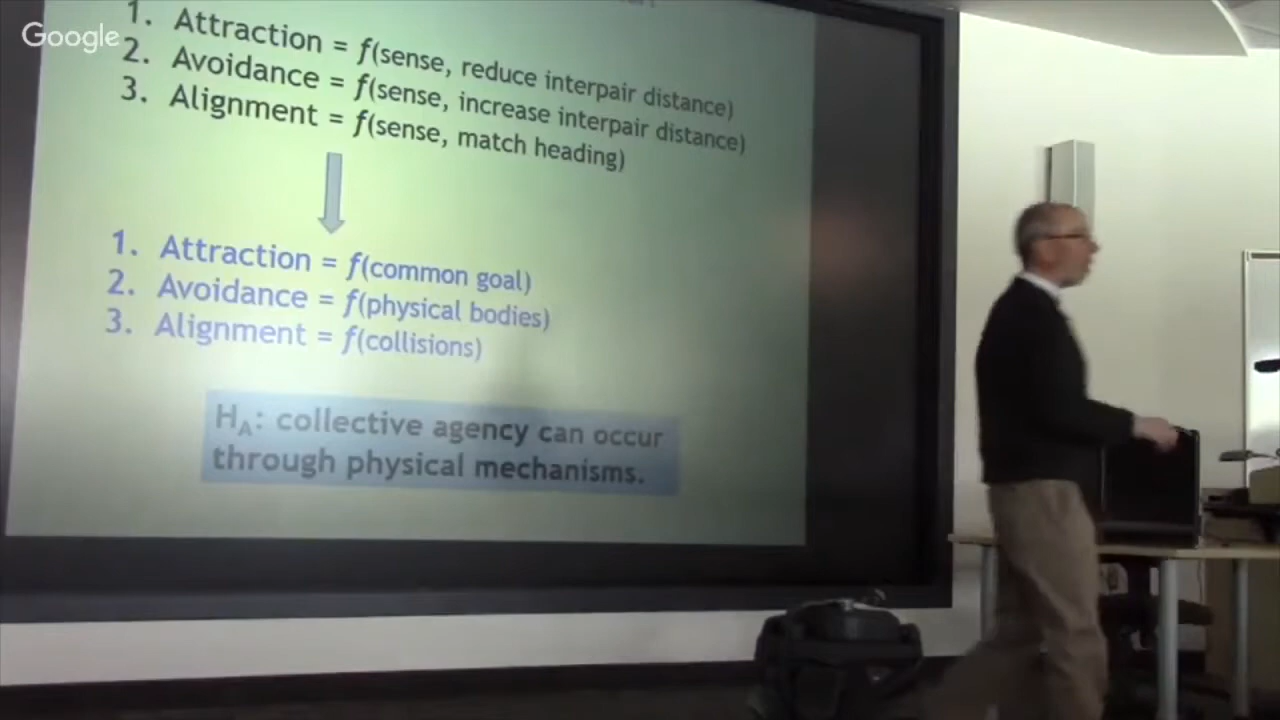 Google
1. Attraction = f(sense, reduce interpair distance)
2. Avoidance = f(sense, increase interpair distance)
3. Alignment = f(sense, match heading)
1. Attraction = f(common goal)
2. Avoidance = f(physical bodies)
3. Alignment = f(collisions)
HA: collective agency can occur
through physical mechanisms.